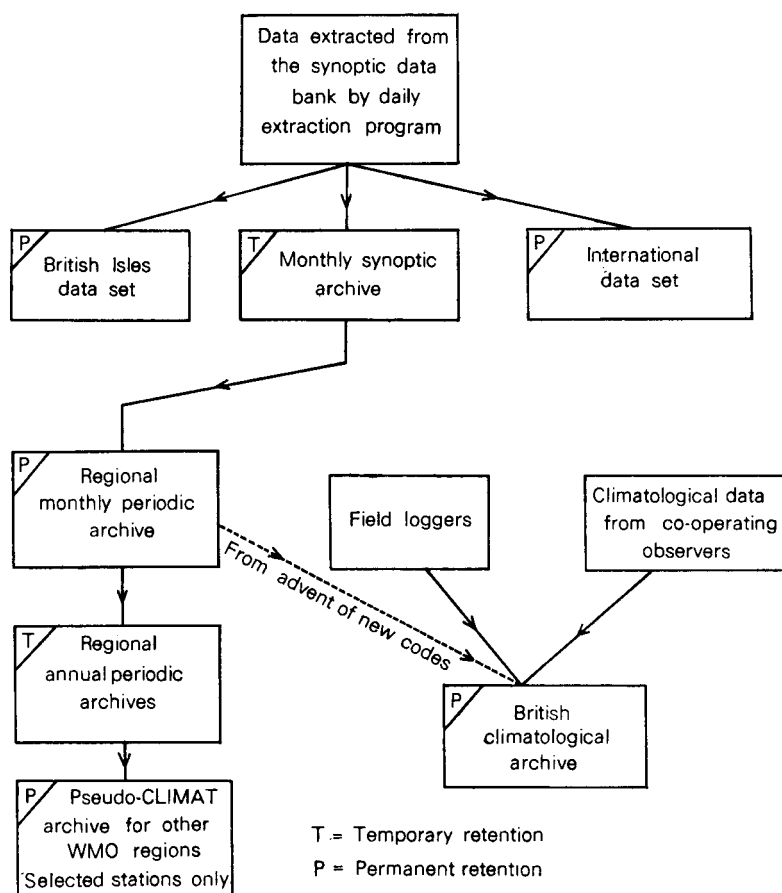 Data extracted from
the synoptic data
bank by daily
extraction program
P
British Isles
data set
T
Monthly synoptic
archive
P
International
data set
P
Regional
monthly periodic
archive
Field loggers
Climatological data
from co-operating
observers
From advent of new codes
T
Regional
annual periodic
archives
P
British
climatological
archive
P
Pseudo-CLIMAT
archive for other
WMO regions
Selected stations only
T = Temporary retention
P = Permanent retention